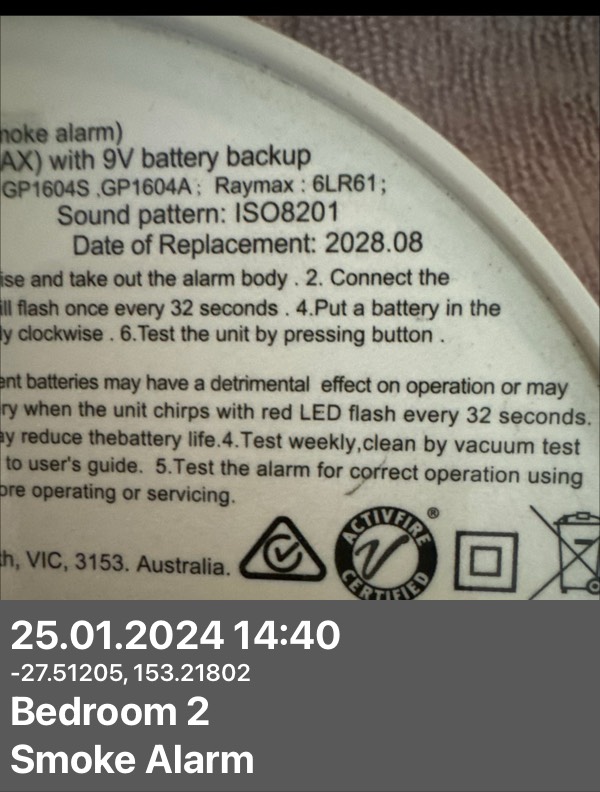 noke alarm)
AX) with 9V battery backup
GP1604S ,GP1604A ; Raymax : 6LR61 ;
Sound pattern: ISO8201
Date of Replacement: 2028.08
ise and take out the alarm body . 2. Connect the
ill flash once every 32 seconds . 4.Put a battery in the
ly clockwise . 6.Test the unit by pressing button .
ent batteries may have a detrimental effect on operation or may
ry when the unit chirps with red LED flash every 32 seconds.
ay reduce thebattery life.4.Test weekly,clean by vacuum test
to user's guide. 5.Test the alarm for correct operation using
ore operating or servicing.
h, VIC, 3153. Australia.
ACTIVFIRE ®
CERTIFIED
25.01.2024 14:40
-27.51205, 153.21802
Bedroom 2
Smoke Alarm